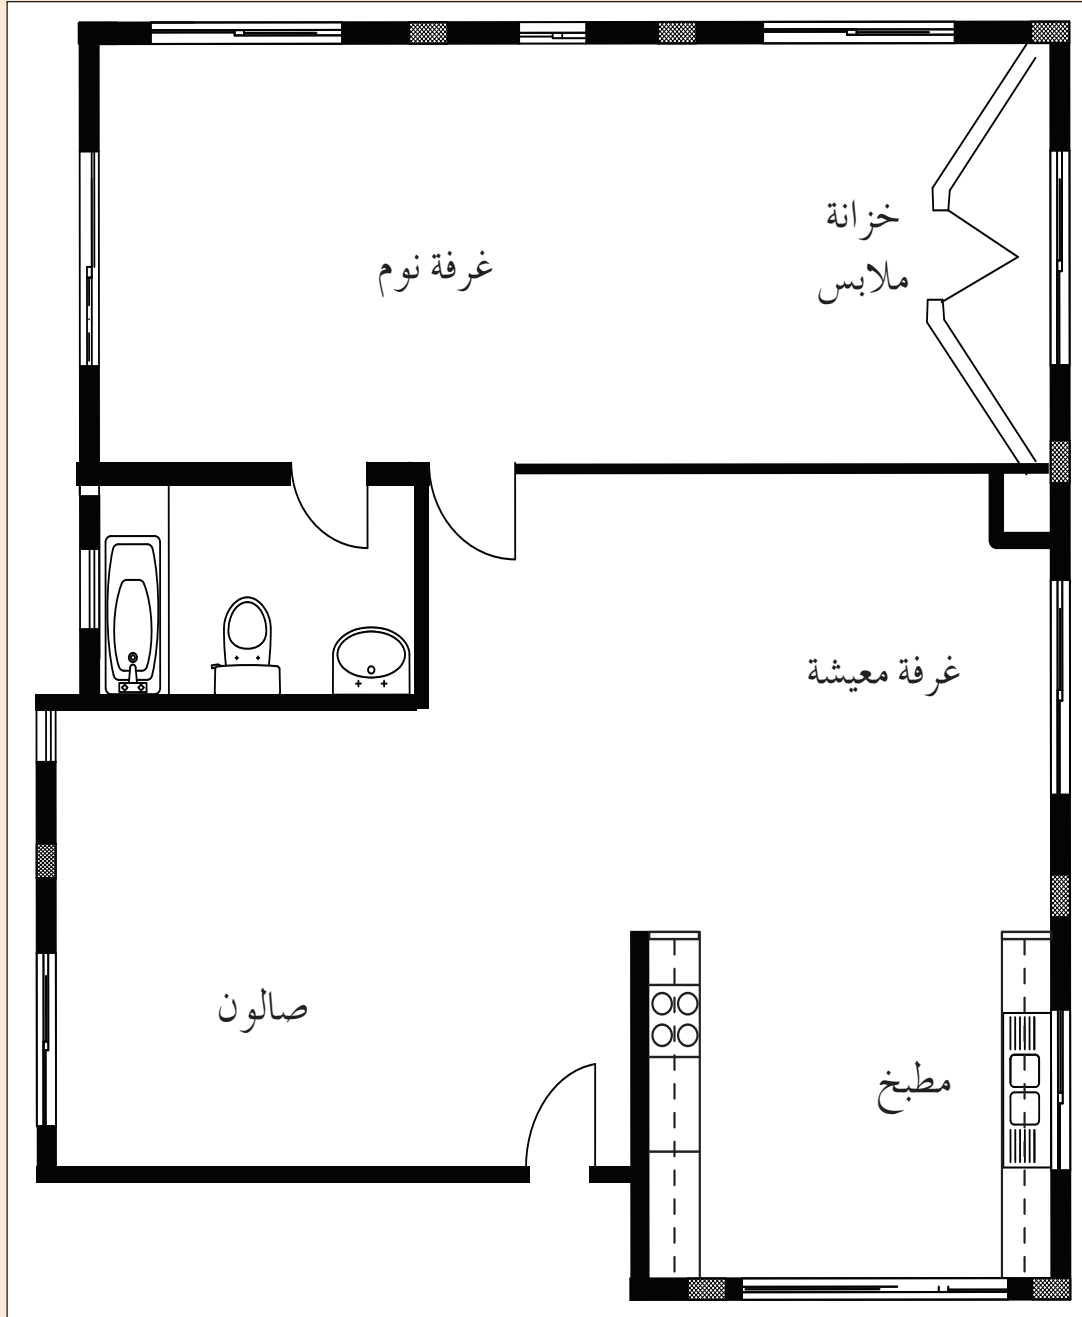 خزانة
ملابس
غرفة نوم
غرفة معيشة
صالون
مطبخ